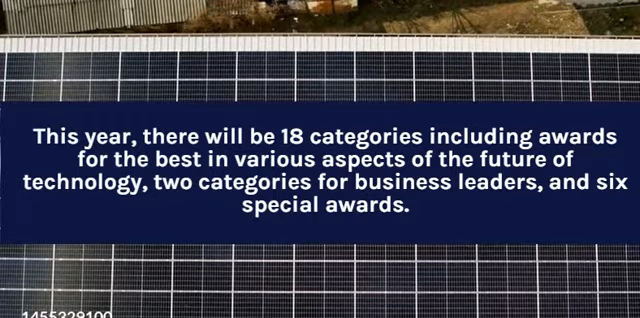 This year, there will be 18 categories including awards
for the best in various aspects of the future of
technology, two categories for business leaders, and six
special awards.
1455329100